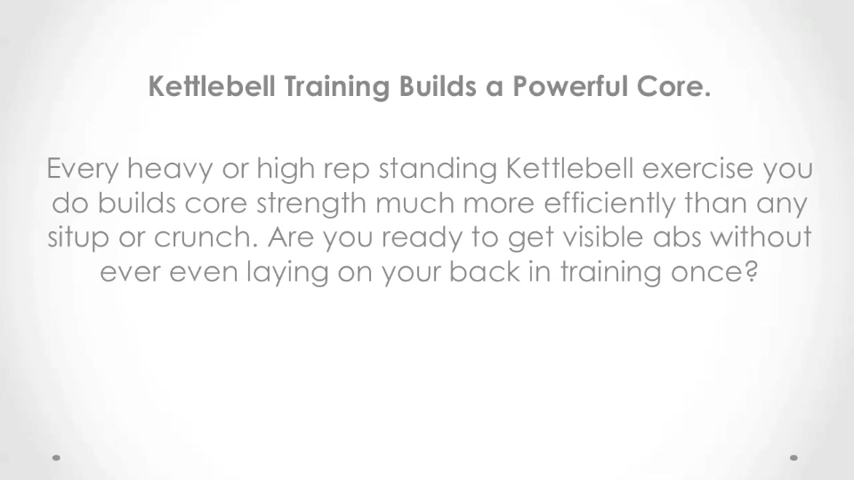 Kettlebell Training Builds a Powerful Core.
Every heavy or high rep standing Kettlebell exercise you
do builds core strength much more efficiently than any
situp or crunch. Are you ready to get visible abs without
ever even laying on your back in training once?